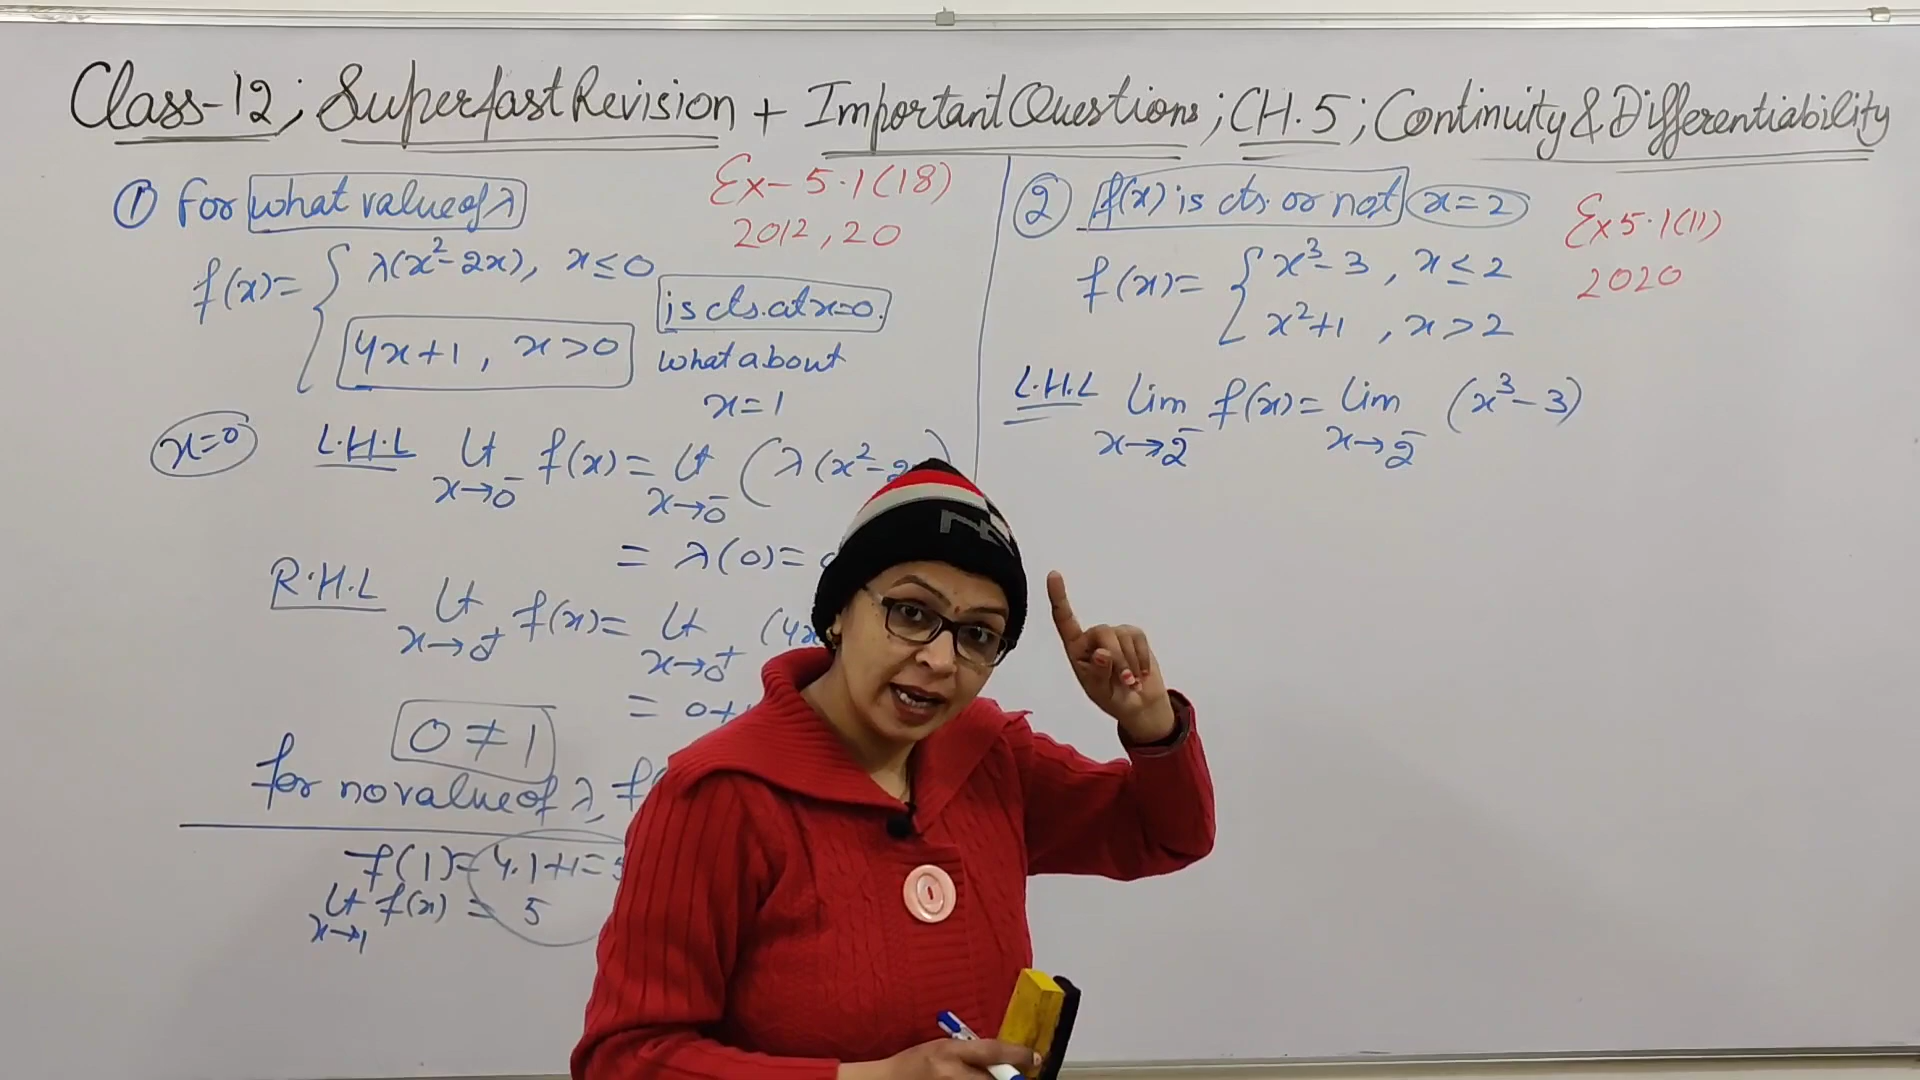 Class-12; Superfast Revision + Important Questions; CH.5; Continuity & Differentiability
① For what value of λ
Ex-5.1(18)
2012, 20
f(x)= { λ(x²-2x), x≤0
4x+1, x>0
is cts. at x=0.
what about
x=1
x=0 L.H.L Lt x→0⁻ f(x)= Lt x→0⁻ (λ(x²-2
= λ(0)=
R.H.L Lt x→0⁺ f(x)= Lt x→0⁺ (4x
= 0+
0≠1
for no value of λ, f
f(1)=4.1+1=5
Lt x→1 f(x) = 5
② f(x) is cts. or not x=2
Ex 5.1(11)
2020
f(x)= { x³-3, x≤2
x²+1, x>2
L.H.L Lim x→2⁻ f(x)= Lim x→2⁻ (x³-3)